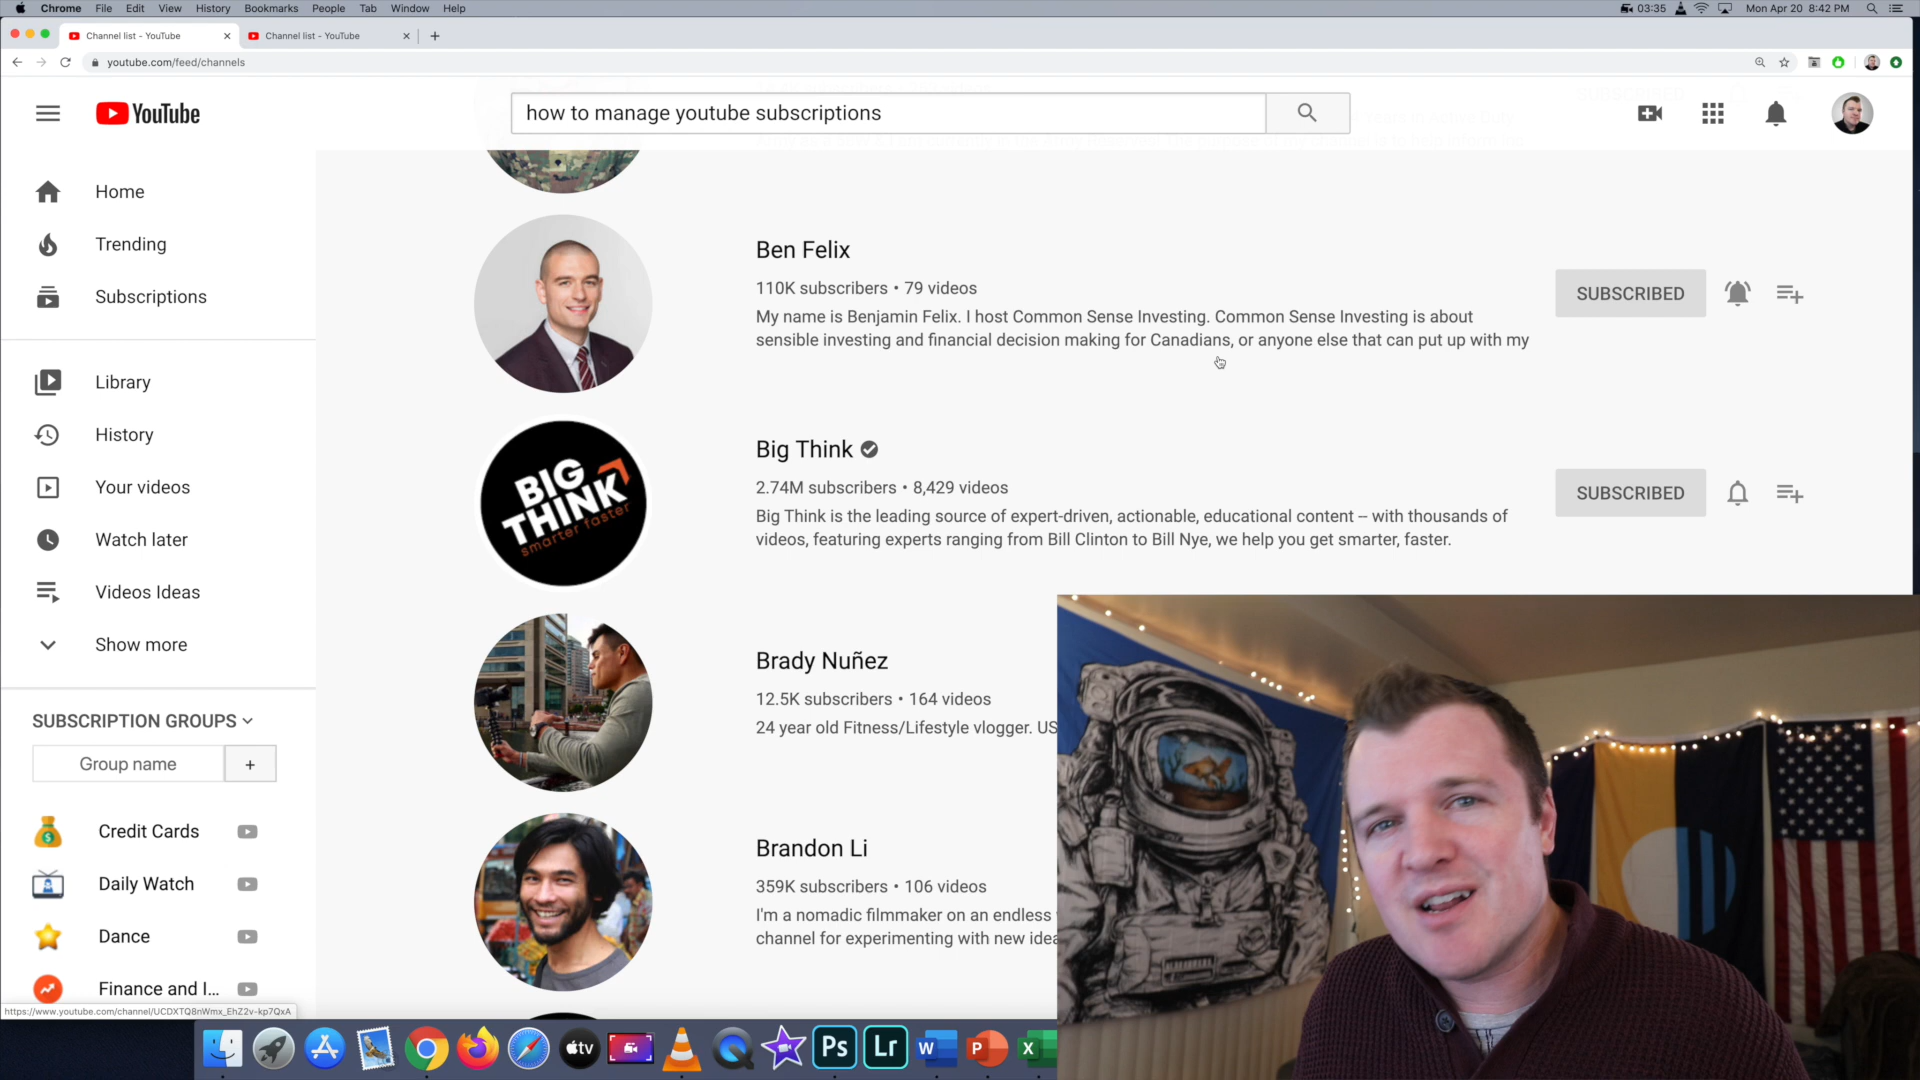 Chrome File Edit View History Bookmarks People Tab Window Help
03:35 Mon Apr 20 8:42 PM
Channel list - YouTube
Channel list - YouTube
youtube.com/feed/channels
YouTube
how to manage youtube subscriptions
Home
Trending
Subscriptions
Library
History
Your videos
Watch later
Videos Ideas
Show more
SUBSCRIPTION GROUPS
Group name +
Credit Cards
Daily Watch
Dance
Finance and I...
https://www.youtube.com/channel/UCDXTQ8nWmx_EhZ2v-kp7QxA
Ben Felix
110K subscribers • 79 videos
My name is Benjamin Felix. I host Common Sense Investing. Common Sense Investing is about
sensible investing and financial decision making for Canadians, or anyone else that can put up with my
SUBSCRIBED
BIG
THINK
smarter faster
Big Think
2.74M subscribers • 8,429 videos
Big Think is the leading source of expert-driven, actionable, educational content -- with thousands of
videos, featuring experts ranging from Bill Clinton to Bill Nye, we help you get smarter, faster.
SUBSCRIBED
Brady Nuñez
12.5K subscribers • 164 videos
24 year old Fitness/Lifestyle vlogger. US
Brandon Li
359K subscribers • 106 videos
I'm a nomadic filmmaker on an endless
channel for experimenting with new idea
tv
Ps
Lr
W
P
X